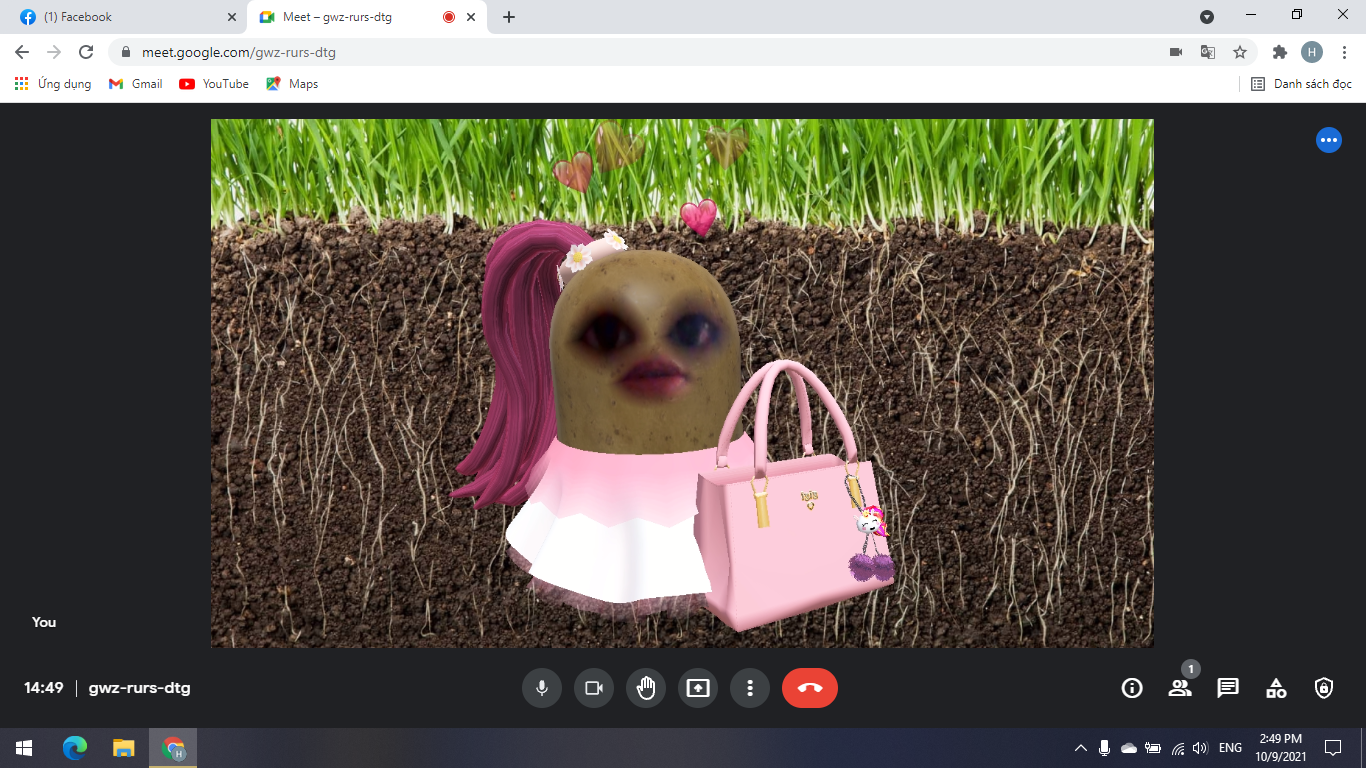 (1) Facebook
Meet – gwz-rurs-dtg
meet.google.com/gwz-rurs-dtg
H
Ứng dụng
Gmail
YouTube
Maps
Danh sách đọc
You
14:49
gwz-rurs-dtg
1
H
ENG
2:49 PM
10/9/2021